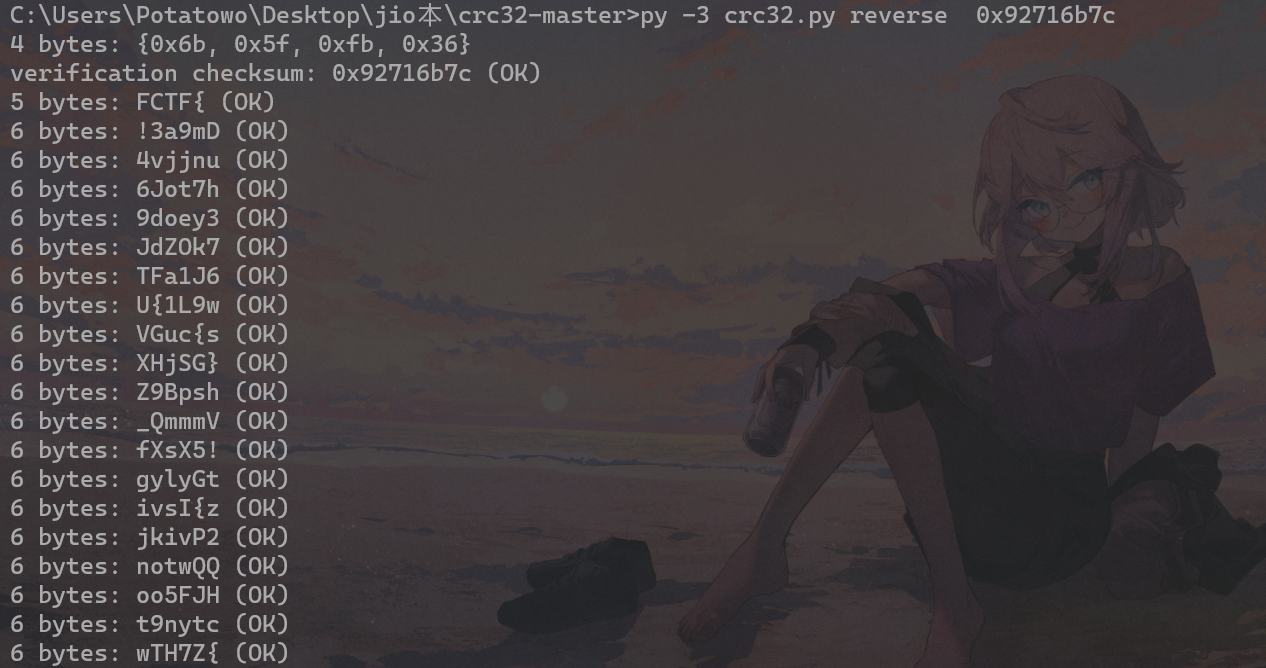 C:\Users\Potatowo\Desktop\jio本\crc32-master>py -3 crc32.py reverse  0x92716b7c
4 bytes: {0x6b, 0x5f, 0xfb, 0x36}
verification checksum: 0x92716b7c (OK)
5 bytes: FCTF{ (OK)
6 bytes: !3a9mD (OK)
6 bytes: 4vjjnu (OK)
6 bytes: 6Jot7h (OK)
6 bytes: 9doey3 (OK)
6 bytes: JdZOk7 (OK)
6 bytes: TFa1J6 (OK)
6 bytes: U{1L9w (OK)
6 bytes: VGuc{s (OK)
6 bytes: XHjSG} (OK)
6 bytes: Z9Bpsh (OK)
6 bytes: _QmmmV (OK)
6 bytes: fXsX5! (OK)
6 bytes: gylyGt (OK)
6 bytes: ivsI{z (OK)
6 bytes: jkivP2 (OK)
6 bytes: notwQQ (OK)
6 bytes: oo5FJH (OK)
6 bytes: t9nytc (OK)
6 bytes: wTH7Z{ (OK)